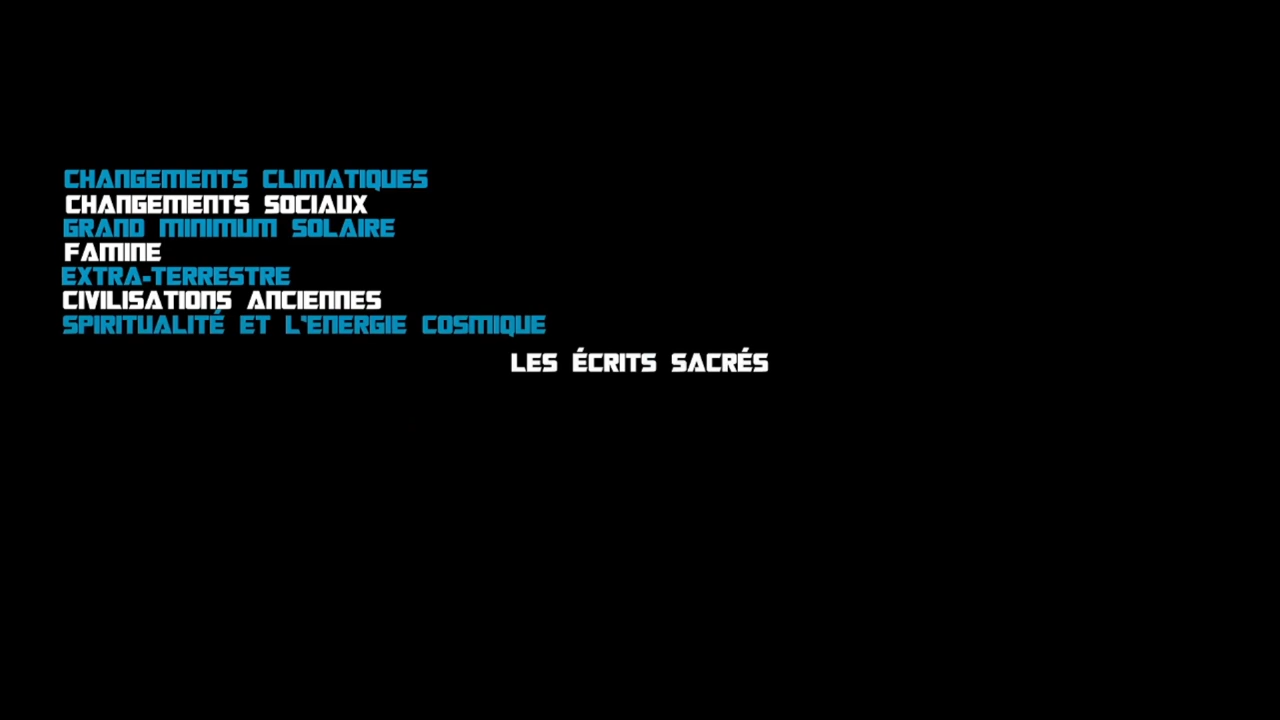 CHANGEMENTS CLIMATIQUES
CHANGEMENTS SOCIAUX
GRAND MINIMUM SOLAIRE
FAMINE
EXTRA-TERRESTRE
CIVILISATIONS ANCIENNES
SPIRITUALITÉ ET L'ENERGIE COSMIQUE
LES ÉCRITS SACRÉS